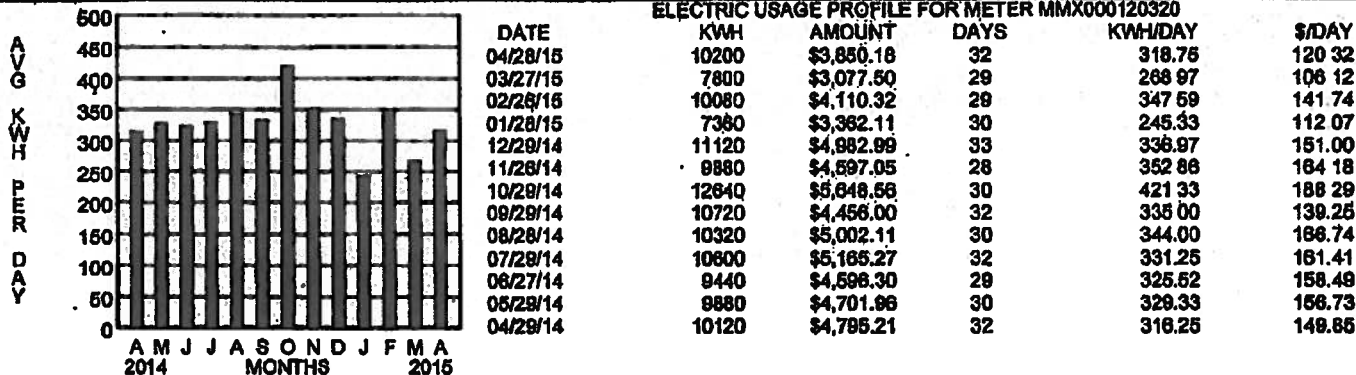 ELECTRIC USAGE PROFILE FOR METER MMX000120320
AVG KWH PER DAY
500
450
400
350
300
250
200
150
100
50
0
A M J J A S O N D J F M A
2014 MONTHS 2015
DATE KWH AMOUNT DAYS KWH/DAY $/DAY
04/28/15 10200 $3,850.18 32 318.75 120 32
03/27/15 7800 $3,077.50 29 268 97 106 12
02/26/15 10080 $4,110.32 29 347 59 141.74
01/28/15 7360 $3,362.11 30 245.33 112 07
12/29/14 11120 $4,982.99 33 336.97 151.00
11/26/14 9880 $4,597.05 28 352 86 164 18
10/29/14 12640 $5,648.56 30 421 33 188 29
09/29/14 10720 $4,456.00 32 335 00 139.25
08/28/14 10320 $5,002.11 30 344.00 166.74
07/29/14 10600 $5,165.27 32 331.25 161.41
06/27/14 9440 $4,596.30 29 325.52 158.49
05/29/14 9880 $4,701.96 30 329.33 156.73
04/29/14 10120 $4,795.21 32 316.25 149.85